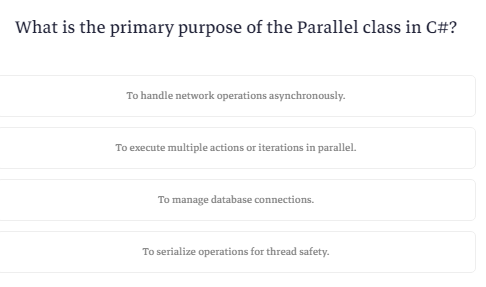 What is the primary purpose of the Parallel class in C#?
To handle network operations asynchronously.
To execute multiple actions or iterations in parallel.
To manage database connections.
To serialize operations for thread safety.